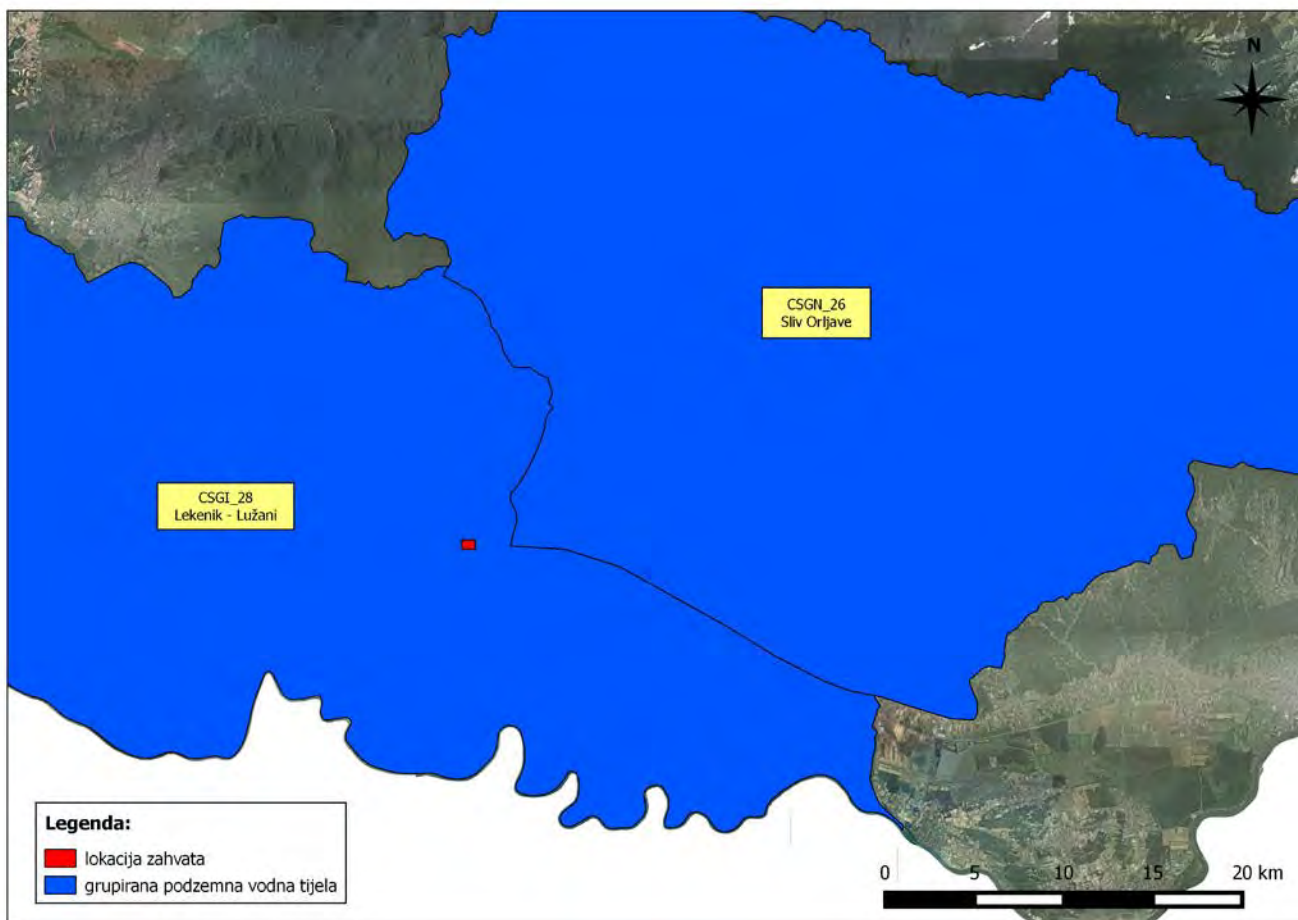 N
CSGN_26
Sliv Orljave
CSGI_28
Lekenik - Lužani
Legenda:
lokacija zahvata
grupirana podzemna vodna tijela
0 5 10 15 20 km